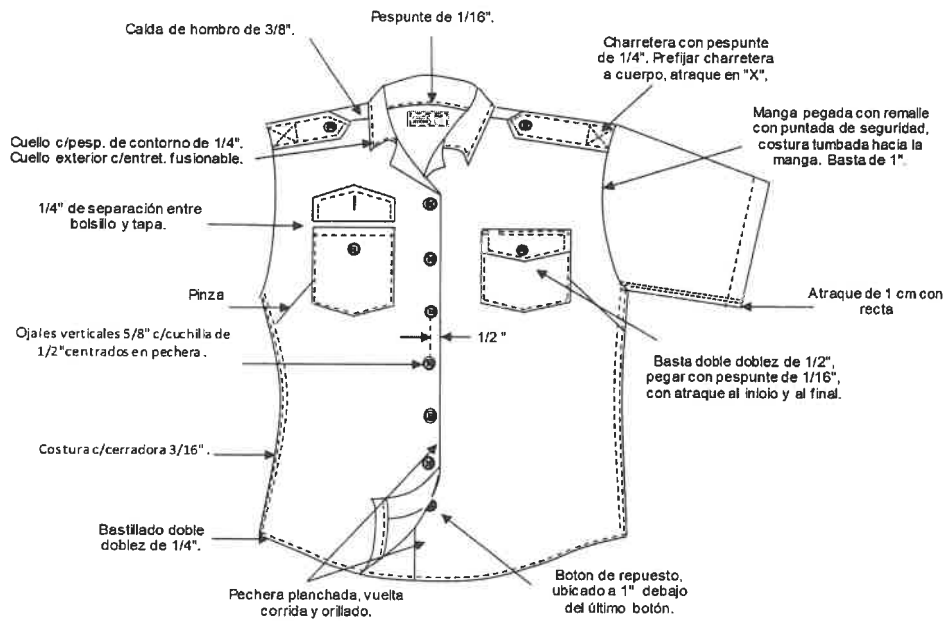 Pespunte de 1/16".
Caida de hombro de 3/8".
Charretera con pespunte
de 1/4". Prefijar charretera
a cuerpo, atraque en "X",
Manga pegada con remalle
con puntada de seguridad,
costura tumbada hacia la
manga. Basta de 1".
Cuello c/pesp. de contorno de 1/4".
Cuello exterior c/entret. fusionable.
1/4" de separación entre
bolsillo y tapa.
Pinza
Atraque de 1 cm con
recta
Ojales verticales 5/8" c/cuchilla de
1/2"centrados en pechera.
1/2 "
Basta doble doblez de 1/2",
pegar con pespunte de 1/16",
con atraque al inicio y al final.
Costura c/cerradora 3/16" .
Bastillado doble
doblez de 1/4".
Pechera planchada, vuelta
corrida y orillado.
Boton de repuesto,
ubicado a 1" debajo
del último botón.